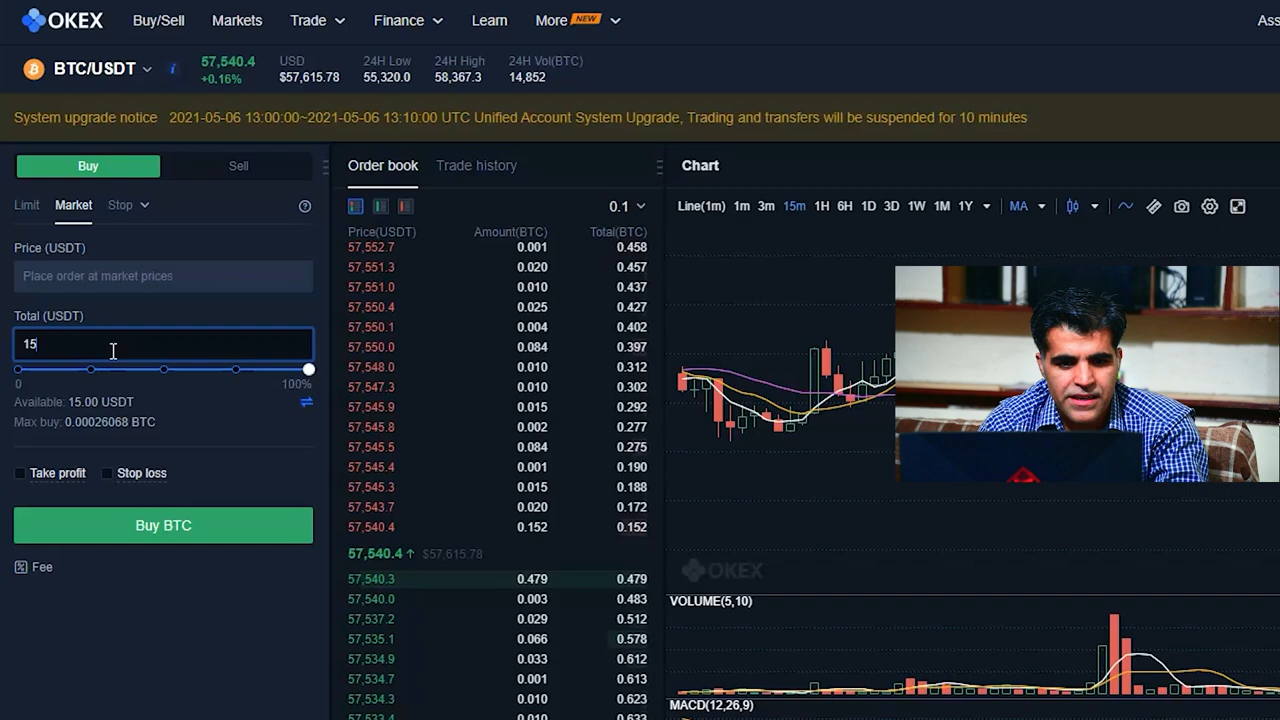 OKEX Buy/Sell Markets Trade Finance Learn More NEW Ass
BTC/USDT i 57,540.4 +0.16% USD $57,615.78 24H Low 55,320.0 24H High 58,367.3 24H Vol(BTC) 14,852
System upgrade notice 2021-05-06 13:00:00~2021-05-06 13:10:00 UTC Unified Account System Upgrade, Trading and transfers will be suspended for 10 minutes
Buy Sell
Limit Market Stop
Price (USDT)
Place order at market prices
Total (USDT)
15
0 100%
Available: 15.00 USDT
Max buy: 0.00026068 BTC
Take profit Stop loss
Buy BTC
Fee
Order book Trade history
0.1
Price(USDT) Amount(BTC) Total(BTC)
57,552.7 0.001 0.458
57,551.3 0.020 0.457
57,551.0 0.010 0.437
57,550.4 0.025 0.427
57,550.1 0.004 0.402
57,550.0 0.084 0.397
57,548.0 0.010 0.312
57,547.3 0.010 0.302
57,545.9 0.015 0.292
57,545.8 0.002 0.277
57,545.5 0.084 0.275
57,545.4 0.001 0.190
57,545.3 0.015 0.188
57,543.7 0.020 0.172
57,540.4 0.152 0.152
57,540.4 $57,615.78
57,540.3 0.479 0.479
57,540.0 0.003 0.483
57,537.2 0.029 0.512
57,535.1 0.066 0.578
57,534.9 0.033 0.612
57,534.7 0.001 0.613
57,534.3 0.010 0.623
57,533.4 0.010 0.633
Chart
Line(1m) 1m 3m 15m 1H 6H 1D 3D 1W 1M 1Y MA
OKEX
VOLUME(5,10)
MACD(12,26,9)